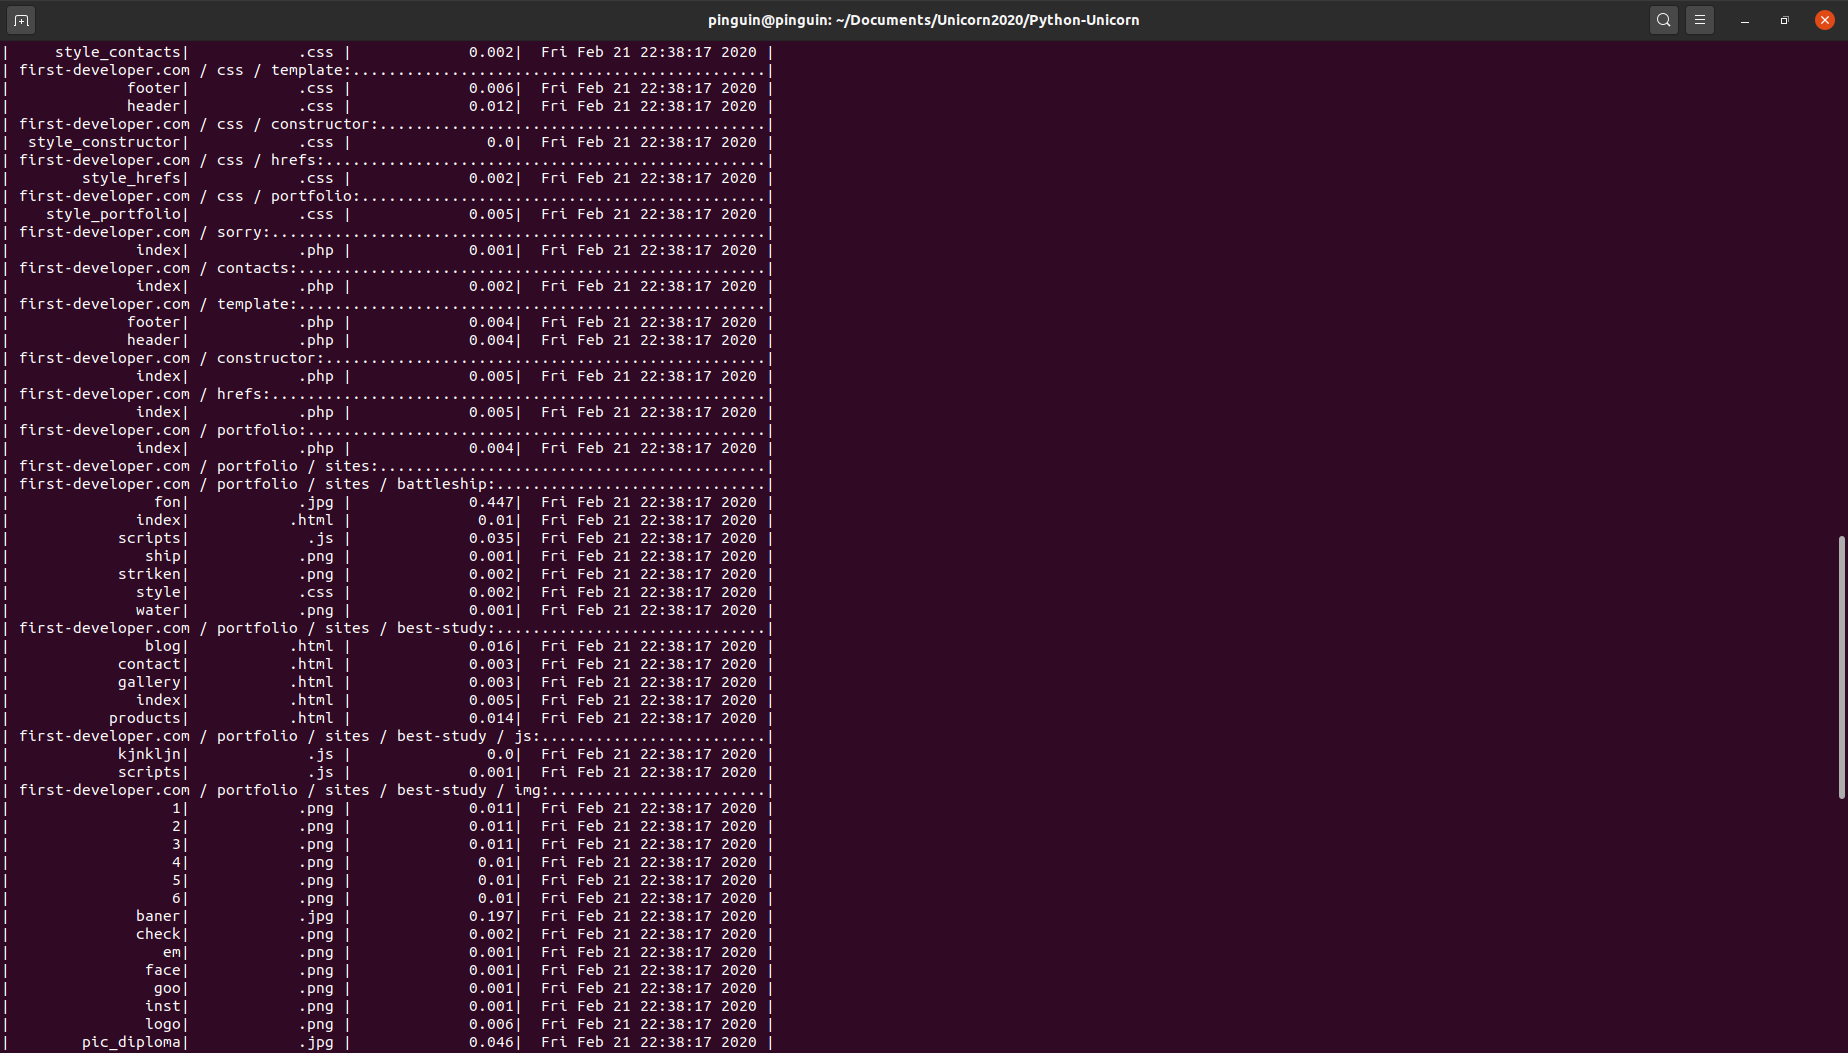 pinguin@pinguin: ~/Documents/Unicorn2020/Python-Unicorn
|     style_contacts|            .css |             0.002|  Fri Feb 21 22:38:17 2020 |
| first-developer.com / css / template:..............................................|
|             footer|            .css |             0.006|  Fri Feb 21 22:38:17 2020 |
|             header|            .css |             0.012|  Fri Feb 21 22:38:17 2020 |
| first-developer.com / css / constructor:...........................................|
|  style_constructor|            .css |               0.0|  Fri Feb 21 22:38:17 2020 |
| first-developer.com / css / hrefs:.................................................|
|        style_hrefs|            .css |             0.002|  Fri Feb 21 22:38:17 2020 |
| first-developer.com / css / portfolio:.............................................|
|    style_portfolio|            .css |             0.005|  Fri Feb 21 22:38:17 2020 |
| first-developer.com / sorry:.......................................................|
|              index|            .php |             0.001|  Fri Feb 21 22:38:17 2020 |
| first-developer.com / contacts:....................................................|
|              index|            .php |             0.002|  Fri Feb 21 22:38:17 2020 |
| first-developer.com / template:....................................................|
|             footer|            .php |             0.004|  Fri Feb 21 22:38:17 2020 |
|             header|            .php |             0.004|  Fri Feb 21 22:38:17 2020 |
| first-developer.com / constructor:.................................................|
|              index|            .php |             0.005|  Fri Feb 21 22:38:17 2020 |
| first-developer.com / hrefs:.......................................................|
|              index|            .php |             0.005|  Fri Feb 21 22:38:17 2020 |
| first-developer.com / portfolio:...................................................|
|              index|            .php |             0.004|  Fri Feb 21 22:38:17 2020 |
| first-developer.com / portfolio / sites:...........................................|
| first-developer.com / portfolio / sites / battleship:..............................|
|                fon|            .jpg |             0.447|  Fri Feb 21 22:38:17 2020 |
|              index|           .html |              0.01|  Fri Feb 21 22:38:17 2020 |
|            scripts|             .js |             0.035|  Fri Feb 21 22:38:17 2020 |
|               ship|            .png |             0.001|  Fri Feb 21 22:38:17 2020 |
|            striken|            .png |             0.002|  Fri Feb 21 22:38:17 2020 |
|              style|            .css |             0.002|  Fri Feb 21 22:38:17 2020 |
|              water|            .png |             0.001|  Fri Feb 21 22:38:17 2020 |
| first-developer.com / portfolio / sites / best-study:..............................|
|               blog|           .html |             0.016|  Fri Feb 21 22:38:17 2020 |
|            contact|           .html |             0.003|  Fri Feb 21 22:38:17 2020 |
|            gallery|           .html |             0.003|  Fri Feb 21 22:38:17 2020 |
|              index|           .html |             0.005|  Fri Feb 21 22:38:17 2020 |
|           products|           .html |             0.014|  Fri Feb 21 22:38:17 2020 |
| first-developer.com / portfolio / sites / best-study / js:.........................|
|            kjnkljn|             .js |               0.0|  Fri Feb 21 22:38:17 2020 |
|            scripts|             .js |             0.001|  Fri Feb 21 22:38:17 2020 |
| first-developer.com / portfolio / sites / best-study / img:........................|
|                  1|            .png |             0.011|  Fri Feb 21 22:38:17 2020 |
|                  2|            .png |             0.011|  Fri Feb 21 22:38:17 2020 |
|                  3|            .png |             0.011|  Fri Feb 21 22:38:17 2020 |
|                  4|            .png |              0.01|  Fri Feb 21 22:38:17 2020 |
|                  5|            .png |              0.01|  Fri Feb 21 22:38:17 2020 |
|                  6|            .png |              0.01|  Fri Feb 21 22:38:17 2020 |
|              baner|            .jpg |             0.197|  Fri Feb 21 22:38:17 2020 |
|              check|            .png |             0.002|  Fri Feb 21 22:38:17 2020 |
|                 em|            .png |             0.001|  Fri Feb 21 22:38:17 2020 |
|               face|            .png |             0.001|  Fri Feb 21 22:38:17 2020 |
|                goo|            .png |             0.001|  Fri Feb 21 22:38:17 2020 |
|               inst|            .png |             0.001|  Fri Feb 21 22:38:17 2020 |
|               logo|            .png |             0.006|  Fri Feb 21 22:38:17 2020 |
|        pic_diploma|            .jpg |             0.046|  Fri Feb 21 22:38:17 2020 |